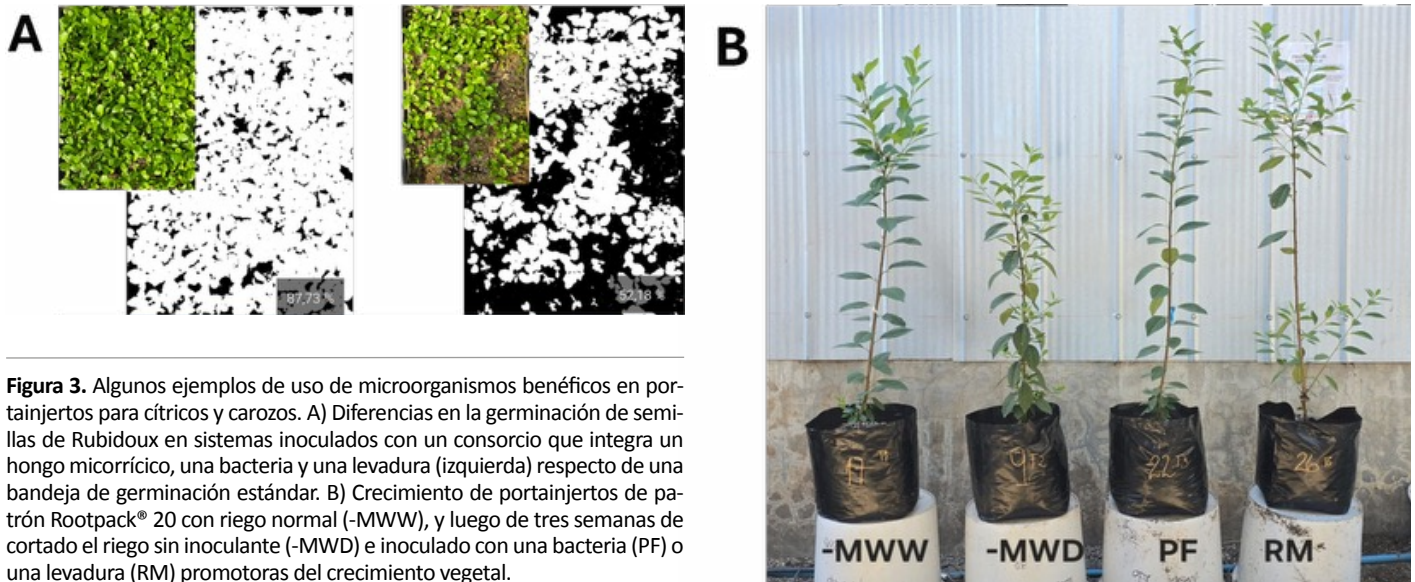 A
87,73 %
52,18 %
Figura 3. Algunos ejemplos de uso de microorganismos benéficos en por-
tainjertos para cítricos y carozos. A) Diferencias en la germinación de semi-
llas de Rubidoux en sistemas inoculados con un consorcio que integra un
hongo micorrícico, una bacteria y una levadura (izquierda) respecto de una
bandeja de germinación estándar. B) Crecimiento de portainjertos de pa-
trón Rootpack® 20 con riego normal (-MWW), y luego de tres semanas de
cortado el riego sin inoculante (-MWD) e inoculado con una bacteria (PF) o
una levadura (RM) promotoras del crecimiento vegetal.
B
-MWW
-MWD
PF
RM